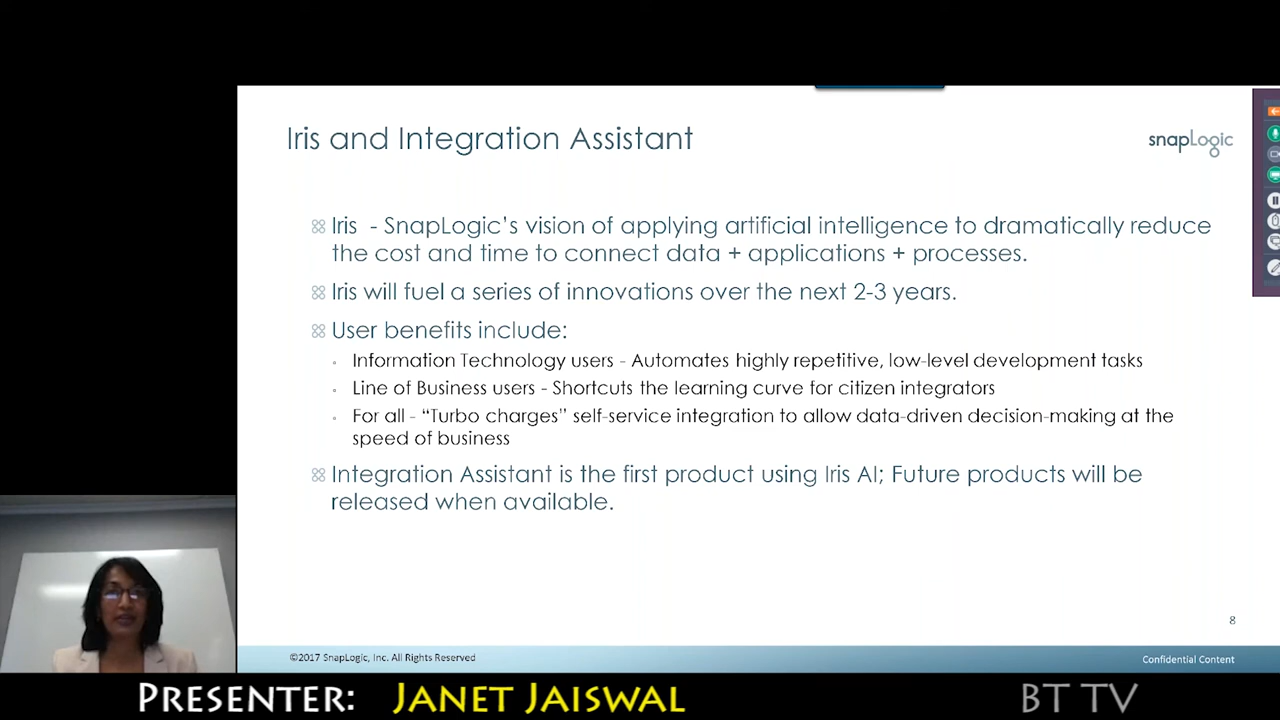 Iris and Integration Assistant
snapLogic
Iris - SnapLogic's vision of applying artificial intelligence to dramatically reduce
the cost and time to connect data + applications + processes.
Iris will fuel a series of innovations over the next 2-3 years.
User benefits include:
Information Technology users - Automates highly repetitive, low-level development tasks
Line of Business users - Shortcuts the learning curve for citizen integrators
For all - “Turbo charges” self-service integration to allow data-driven decision-making at the
speed of business
Integration Assistant is the first product using Iris AI; Future products will be
released when available.
8
©2017 SnapLogic, Inc. All Rights Reserved
Confidential Content
PRESENTER: JANET JAISWAL
BT TV